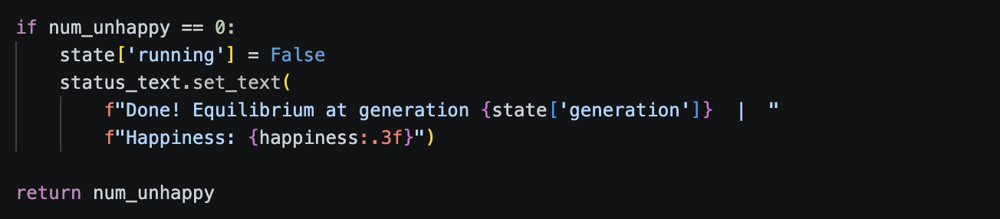 if num_unhappy == 0:
    state['running'] = False
    status_text.set_text(
        f"Done! Equilibrium at generation {state['generation']}  |  "
        f"Happiness: {happiness:.3f}")

return num_unhappy